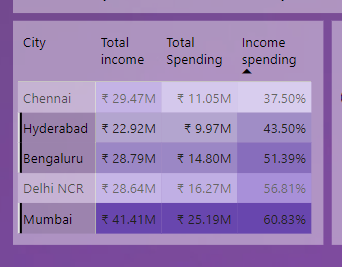 City Total income Total Spending Income spending
Chennai ₹ 29.47M ₹ 11.05M 37.50%
Hyderabad ₹ 22.92M ₹ 9.97M 43.50%
Bengaluru ₹ 28.79M ₹ 14.80M 51.39%
Delhi NCR ₹ 28.64M ₹ 16.27M 56.81%
Mumbai ₹ 41.41M ₹ 25.19M 60.83%